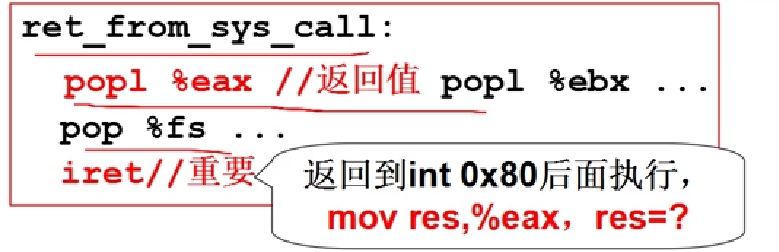 ret_from_sys_call:
popl %eax //返回值 popl %ebx ...
pop %fs ...
iret//重要
返回到int 0x80后面执行，
mov res,%eax，res=?